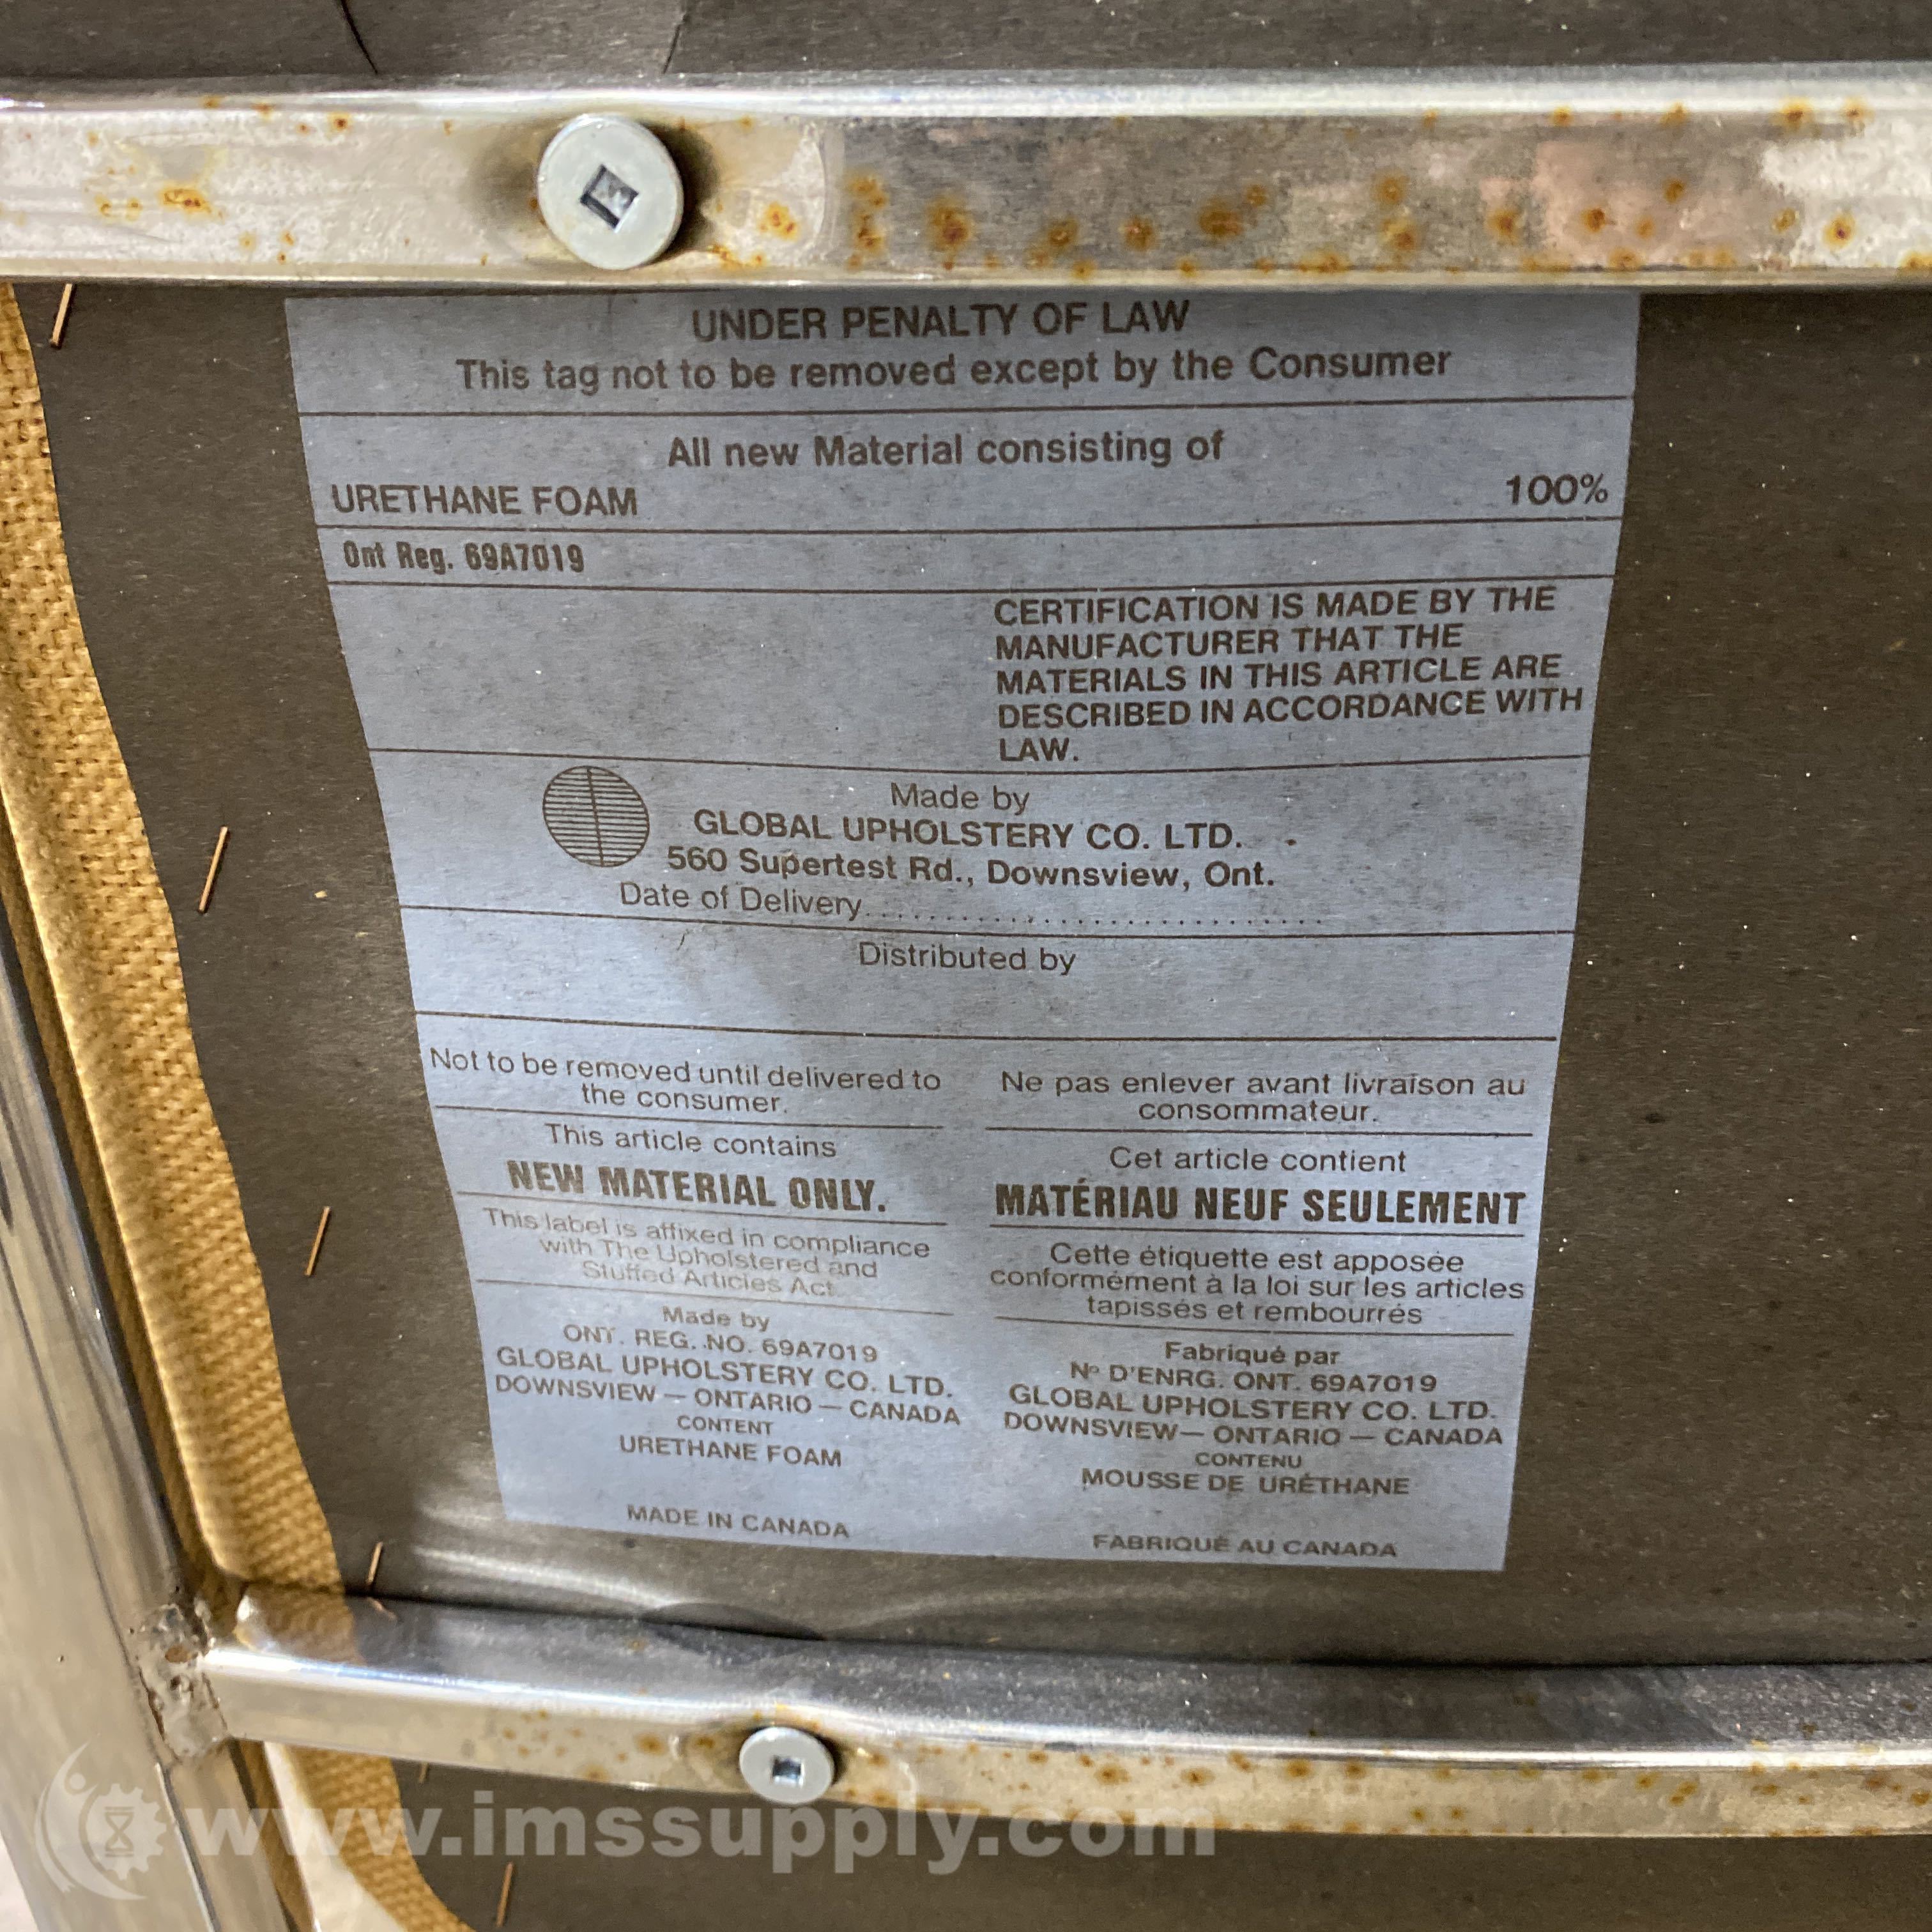 UNDER PENALTY OF LAW
This tag not to be removed except by the Consumer
All new Material consisting of
URETHANE FOAM 100%
Ont Reg. 69A7019
CERTIFICATION IS MADE BY THE
MANUFACTURER THAT THE
MATERIALS IN THIS ARTICLE ARE
DESCRIBED IN ACCORDANCE WITH
LAW.
Made by
GLOBAL UPHOLSTERY CO. LTD.
560 Supertest Rd., Downsview, Ont.
Date of Delivery..............................
Distributed by
Not to be removed until delivered to
the consumer.
This article contains
NEW MATERIAL ONLY.
This label is affixed in compliance
with The Upholstered and
Stuffed Articles Act
Made by
ONT. REG. NO. 69A7019
GLOBAL UPHOLSTERY CO. LTD.
DOWNSVIEW — ONTARIO — CANADA
CONTENT
URETHANE FOAM
MADE IN CANADA
Ne pas enlever avant livraison au
consommateur.
Cet article contient
MATÉRIAU NEUF SEULEMENT
Cette étiquette est apposée
conformément à la loi sur les articles
tapissés et rembourrés
Fabriqué par
Nº D'ENRG. ONT. 69A7019
GLOBAL UPHOLSTERY CO. LTD.
DOWNSVIEW — ONTARIO — CANADA
CONTENU
MOUSSE DE URÉTHANE
FABRIQUÉ AU CANADA
www.imssupply.com